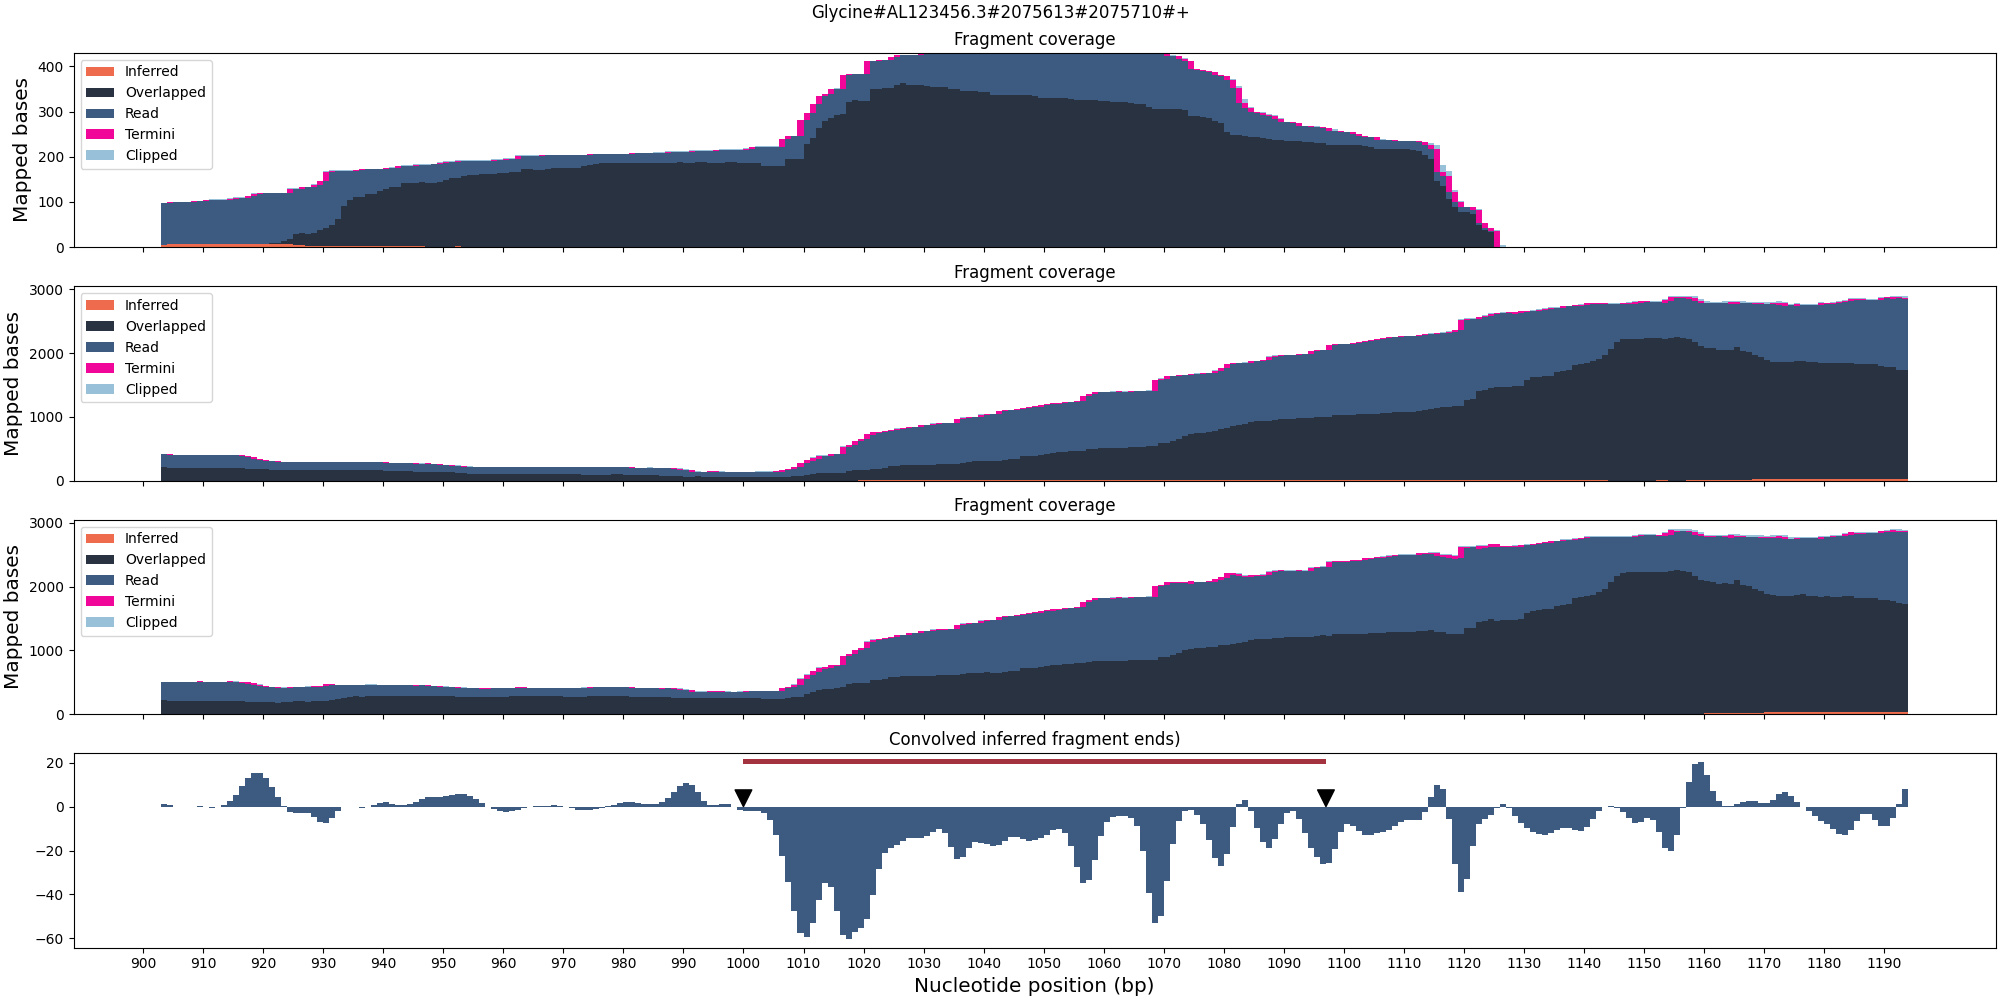 Glycine#AL123456.3#2075613#2075710#+
Fragment coverage
Mapped bases
400
300
200
100
0
Inferred
Overlapped
Read
Termini
Clipped
Fragment coverage
Mapped bases
3000
2000
1000
0
Inferred
Overlapped
Read
Termini
Clipped
Fragment coverage
Mapped bases
3000
2000
1000
0
Inferred
Overlapped
Read
Termini
Clipped
Convolved inferred fragment ends)
20
0
−20
−40
−60
900 910 920 930 940 950 960 970 980 990 1000 1010 1020 1030 1040 1050 1060 1070 1080 1090 1100 1110 1120 1130 1140 1150 1160 1170 1180 1190
Nucleotide position (bp)